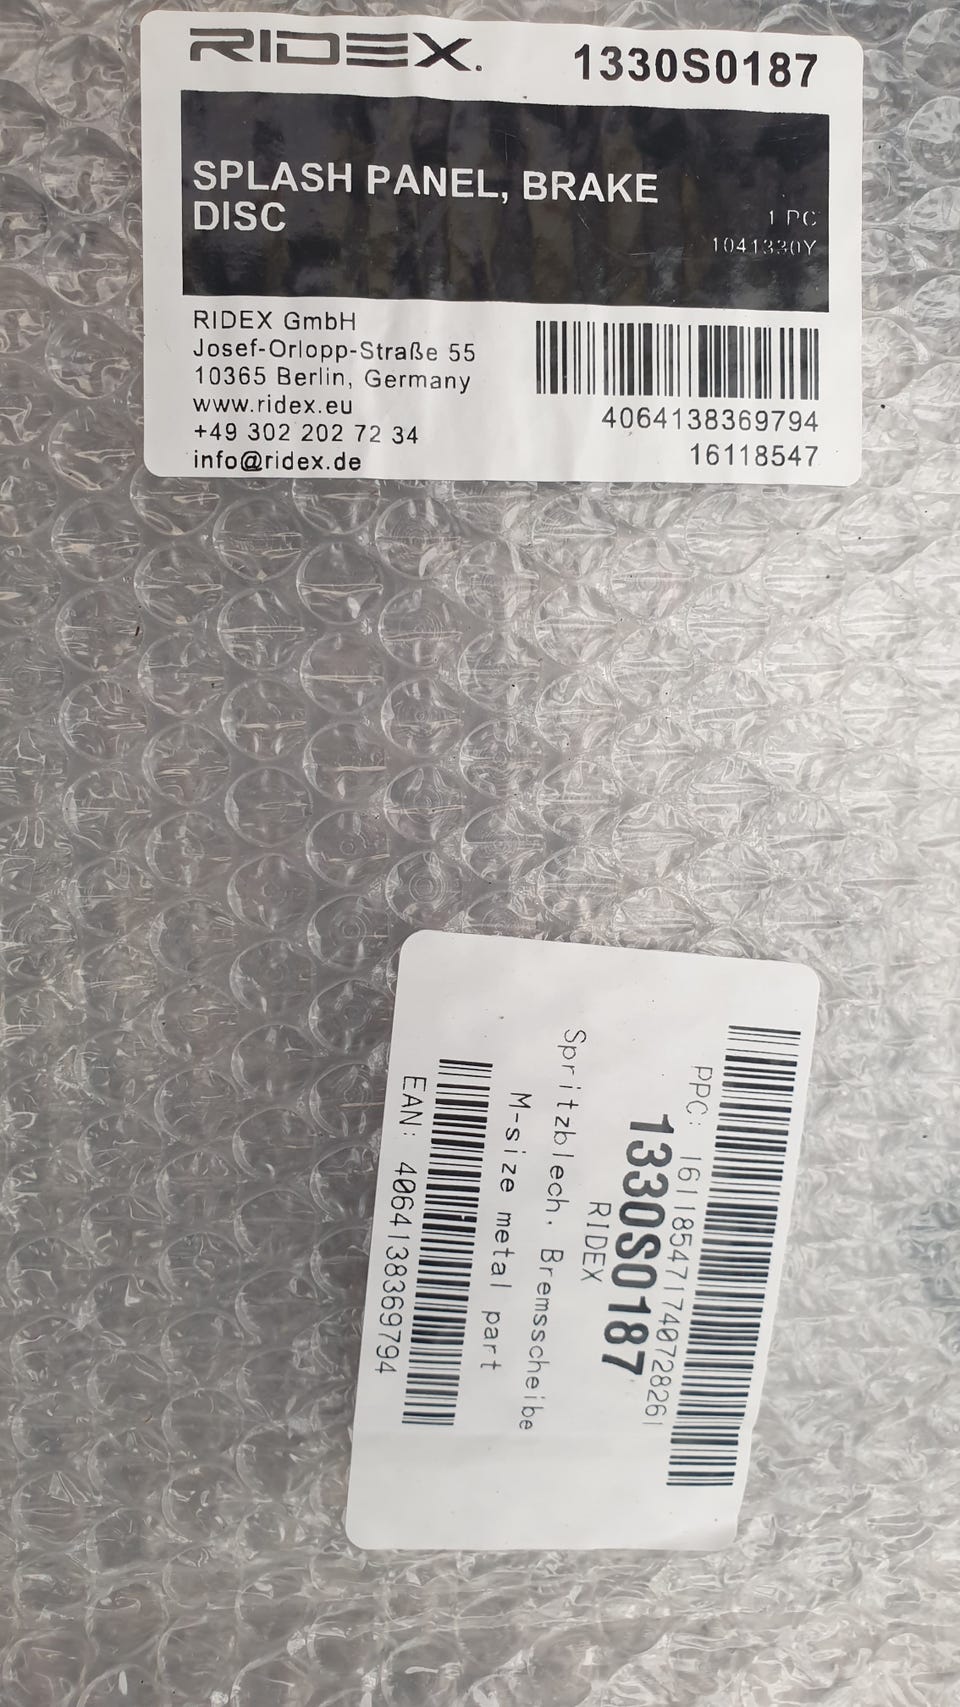 RIDEX.
1330S0187
SPLASH PANEL, BRAKE
DISC
1 PC
1041330Y
RIDEX GmbH
Josef-Orlopp-Straße 55
10365 Berlin, Germany
www.ridex.eu
+49 302 202 72 34
info@ridex.de
4064138369794
16118547
PPC: 161185471740728261
1330S0187
RIDEX
Spritzblech, Bremsscheibe
M-size metal part
EAN: 4064138369794